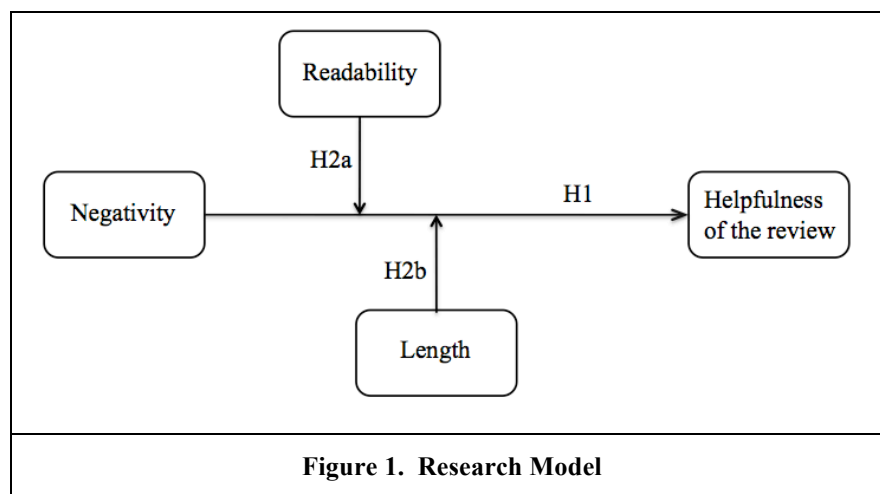 Readability
H2a
Negativity
H1
Helpfulness
of the review
H2b
Length
Figure 1. Research Model